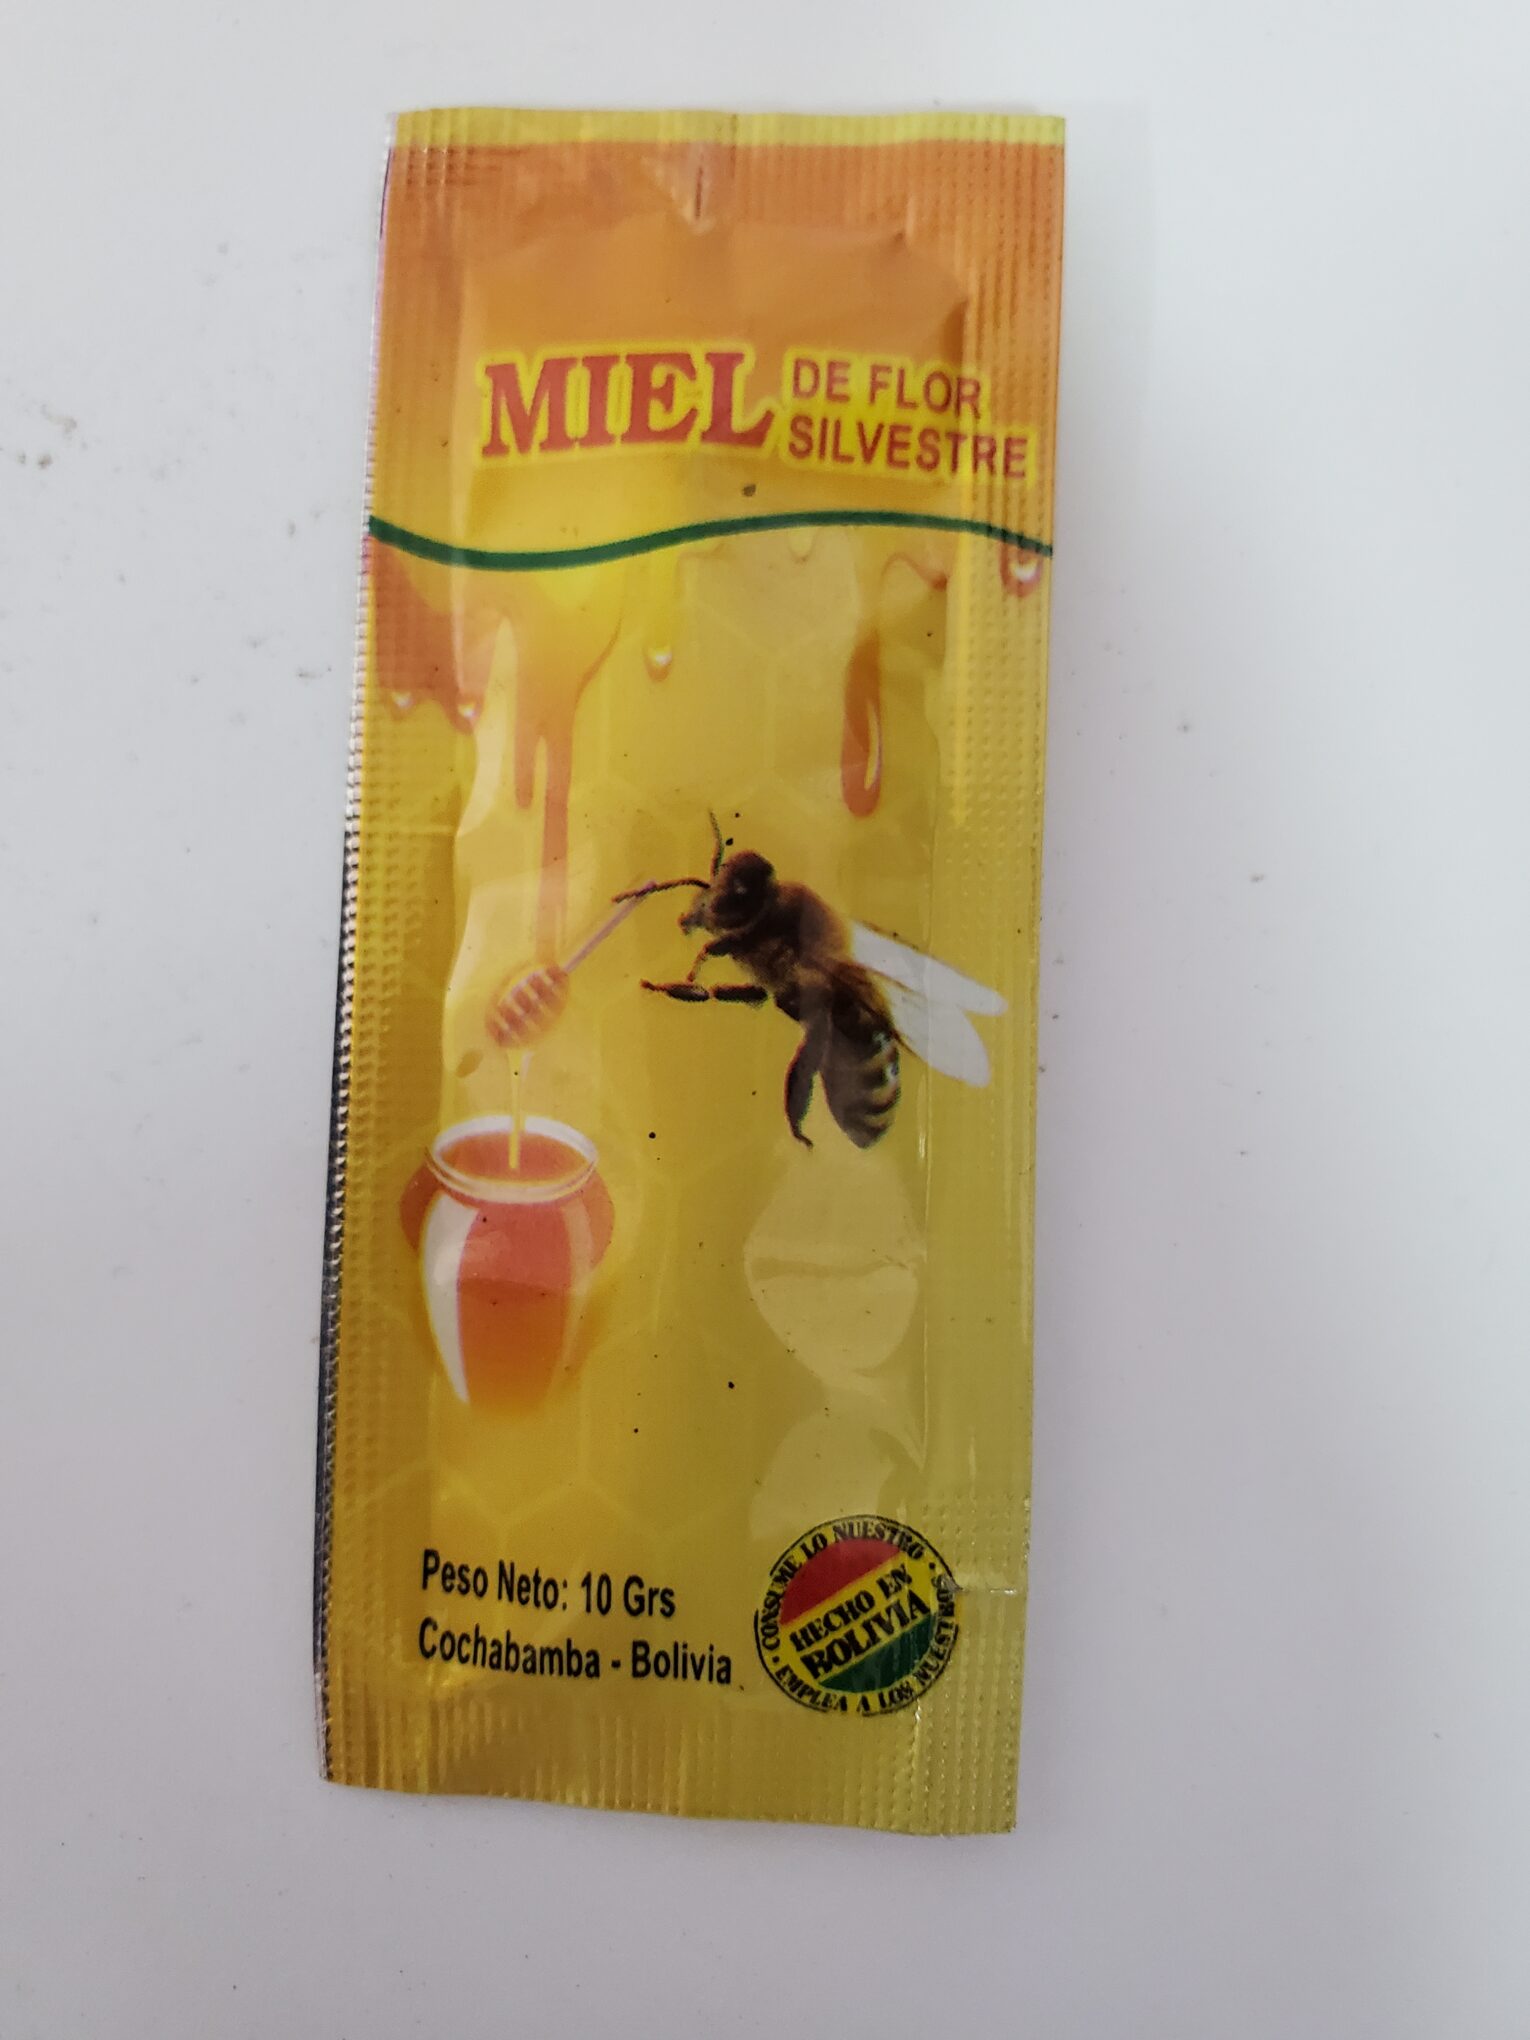 MIEL DE FLOR
SILVESTRE
Peso Neto: 10 Grs
Cochabamba - Bolivia
CONSUME LO NUESTRO
HECHO EN
BOLIVIA
EMPLEA A LOS NUESTROS